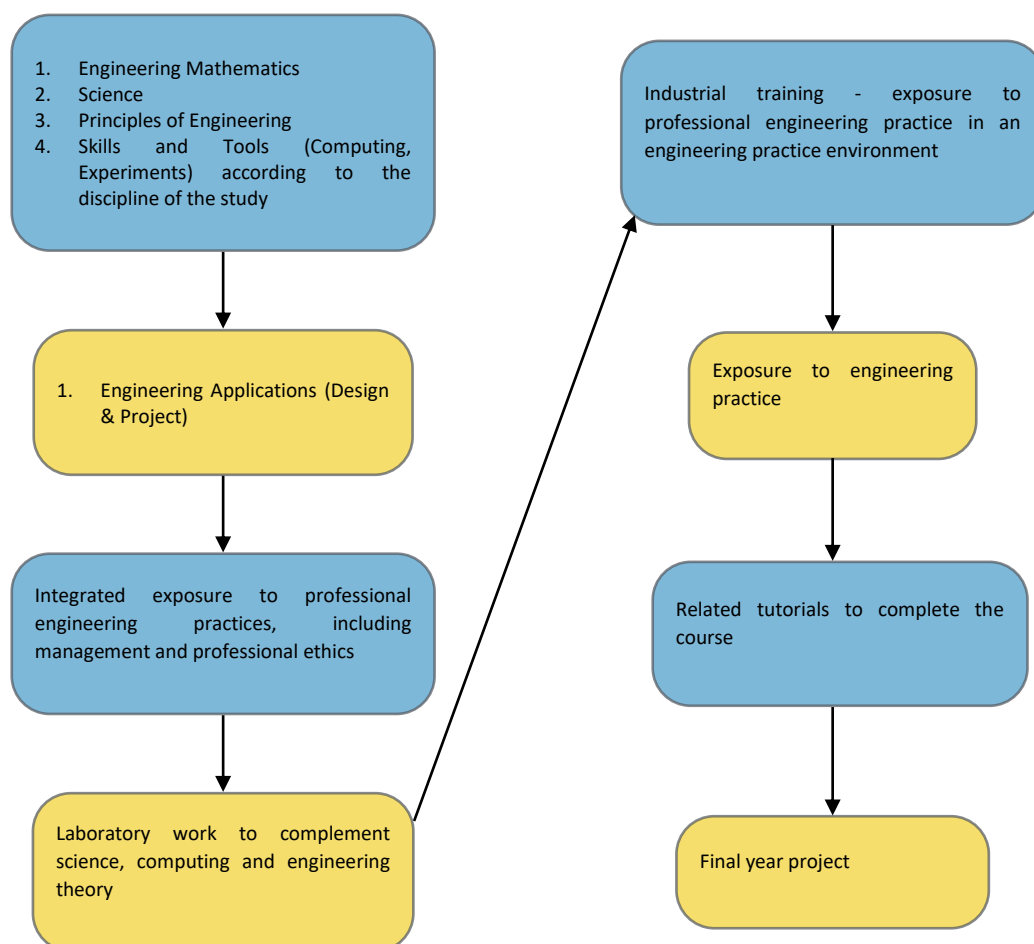 1. Engineering Mathematics
2. Science
3. Principles of Engineering
4. Skills and Tools (Computing,
Experiments) according to the
discipline of the study
1. Engineering Applications (Design
& Project)
Integrated exposure to professional
engineering practices, including
management and professional ethics
Laboratory work to complement
science, computing and engineering
theory
Industrial training - exposure to
professional engineering practice in an
engineering practice environment
Exposure to engineering
practice
Related tutorials to complete the
course
Final year project